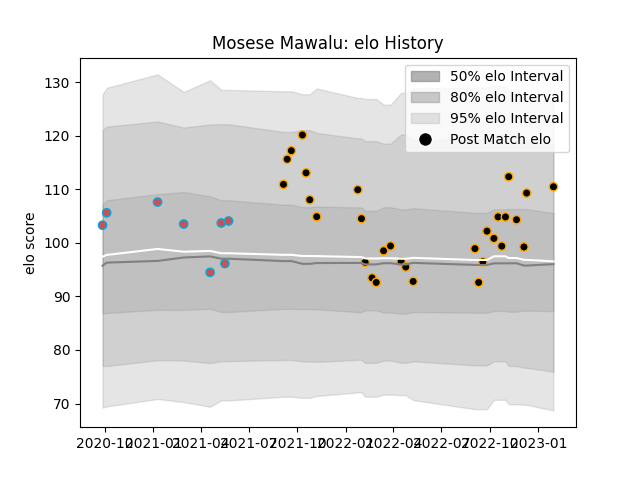 Mosese Mawalu: elo History
50% elo Interval
80% elo Interval
95% elo Interval
Post Match elo
elo score
130
120
110
100
90
80
70
2020-10 2021-01 2021-04 2021-07 2021-10 2022-01 2022-04 2022-07 2022-10 2023-01